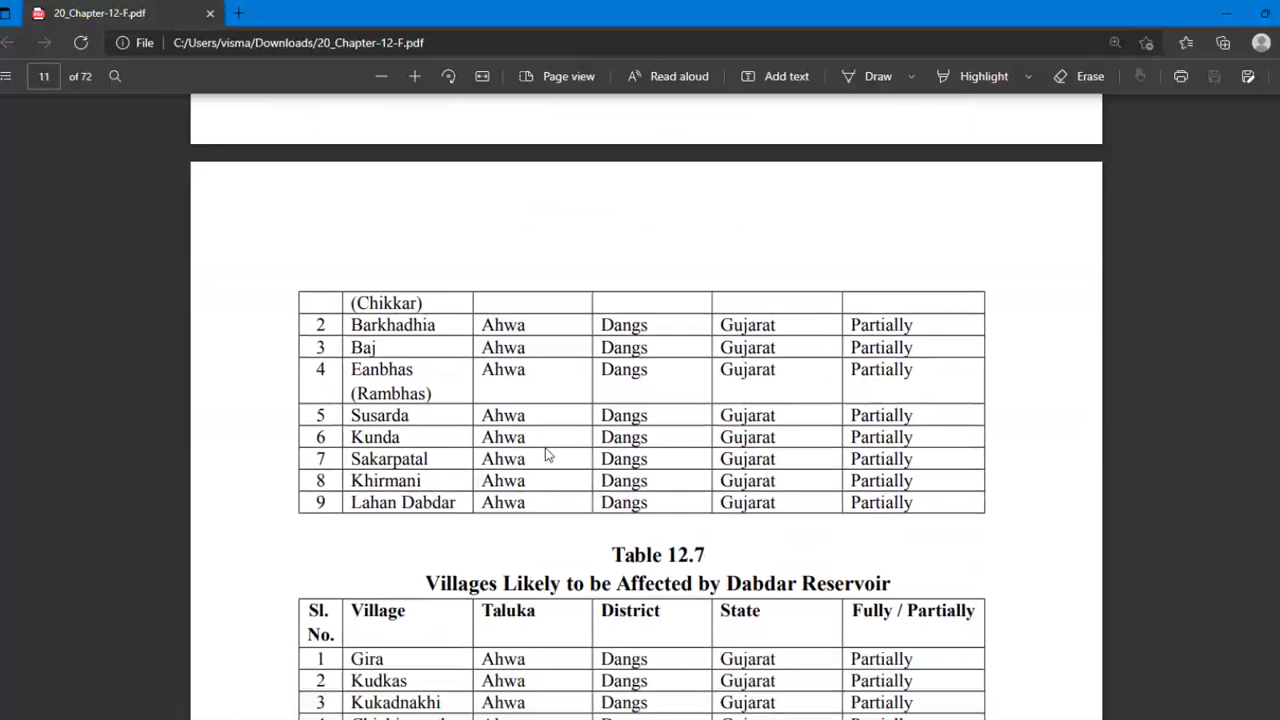 20_Chapter-12-F.pdf
File C:/Users/visma/Downloads/20_Chapter-12-F.pdf
11 of 72 Page view Read aloud Add text Draw Highlight Erase
(Chikkar)
2 Barkhadhia Ahwa Dangs Gujarat Partially
3 Baj Ahwa Dangs Gujarat Partially
4 Eanbhas Ahwa Dangs Gujarat Partially
(Rambhas)
5 Susarda Ahwa Dangs Gujarat Partially
6 Kunda Ahwa Dangs Gujarat Partially
7 Sakarpatal Ahwa Dangs Gujarat Partially
8 Khirmani Ahwa Dangs Gujarat Partially
9 Lahan Dabdar Ahwa Dangs Gujarat Partially
Table 12.7
Villages Likely to be Affected by Dabdar Reservoir
Sl. Village Taluka District State Fully / Partially
No.
1 Gira Ahwa Dangs Gujarat Partially
2 Kudkas Ahwa Dangs Gujarat Partially
3 Kukadnakhi Ahwa Dangs Gujarat Partially